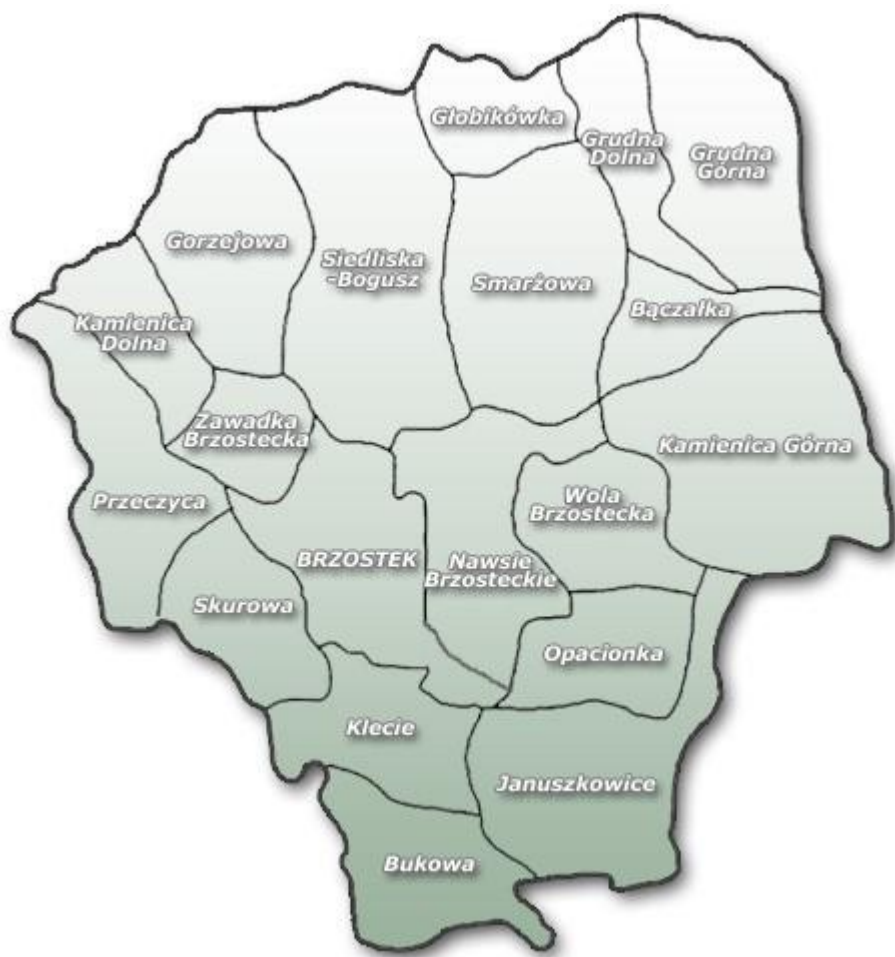 Głobikówka
Grudna
Dolna
Grudna
Górna
Gorzejowa
Siedliska
-Bogusz
Smarżowa
Bączałka
Kamienica
Dolna
Zawadka
Brzostecka
Kamienica Górna
Przeczyca
Wola
Brzostecka
BRZOSTEK
Nawsie
Brzosteckie
Skurowa
Opacionka
Klecie
Januszkowice
Bukowa